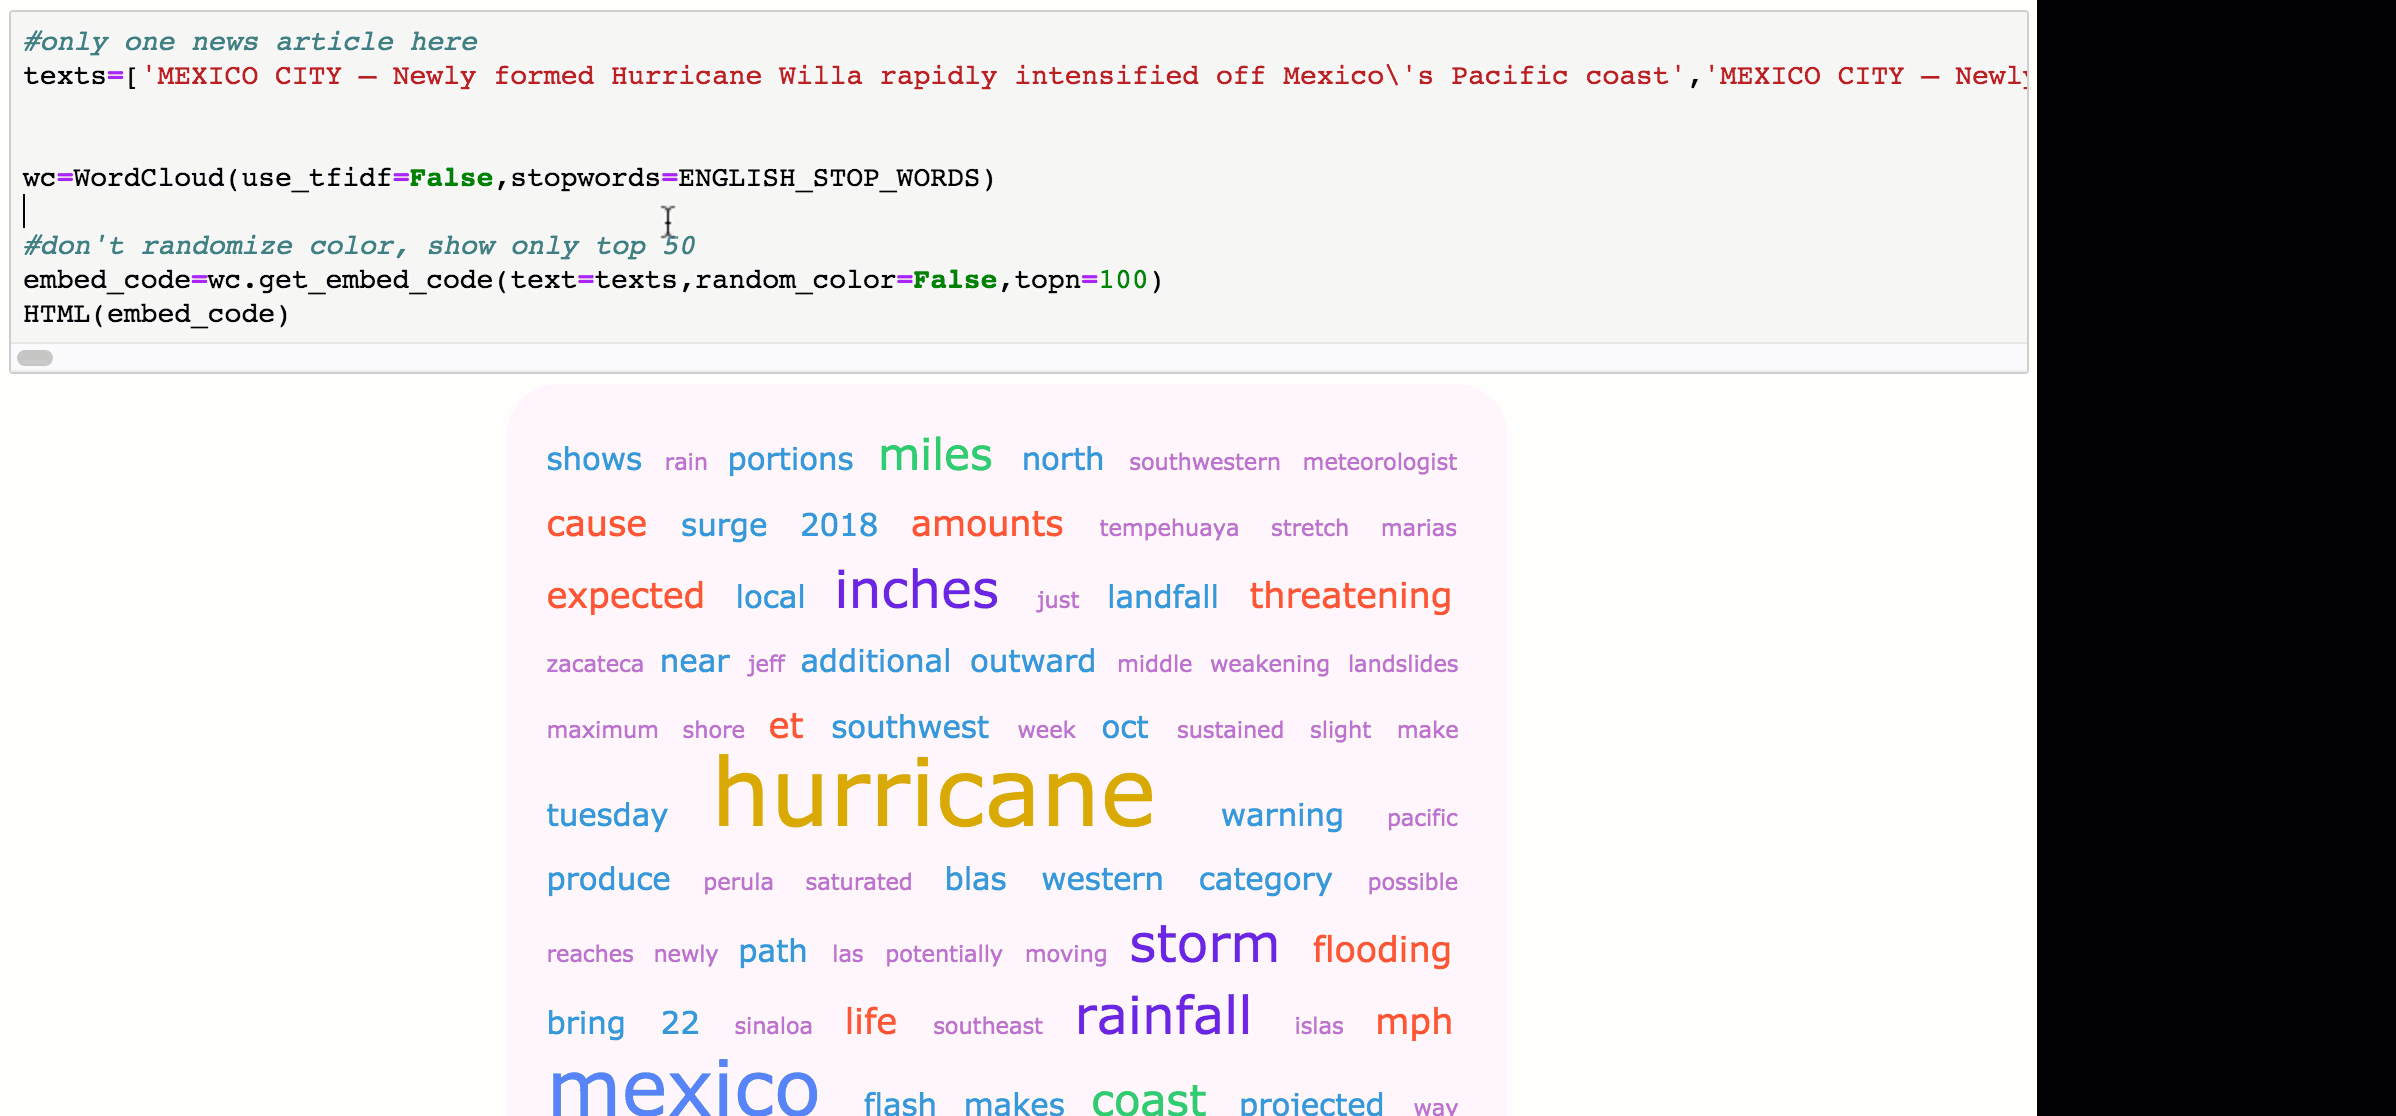 #only one news article here
texts=['MEXICO CITY — Newly formed Hurricane Willa rapidly intensified off Mexico\'s Pacific coast','MEXICO CITY — Newly
wc=WordCloud(use_tfidf=False,stopwords=ENGLISH_STOP_WORDS)
#don't randomize color, show only top 50
embed_code=wc.get_embed_code(text=texts,random_color=False,topn=100)
HTML(embed_code)
shows rain portions miles north southwestern meteorologist
cause surge 2018 amounts tempehuaya stretch marias
expected local inches just landfall threatening
zacateca near jeff additional outward middle weakening landslides
maximum shore et southwest week oct sustained slight make
tuesday hurricane warning pacific
produce perula saturated blas western category possible
reaches newly path las potentially moving storm flooding
bring 22 sinaloa life southeast rainfall islas mph
mexico flash makes coast projected way